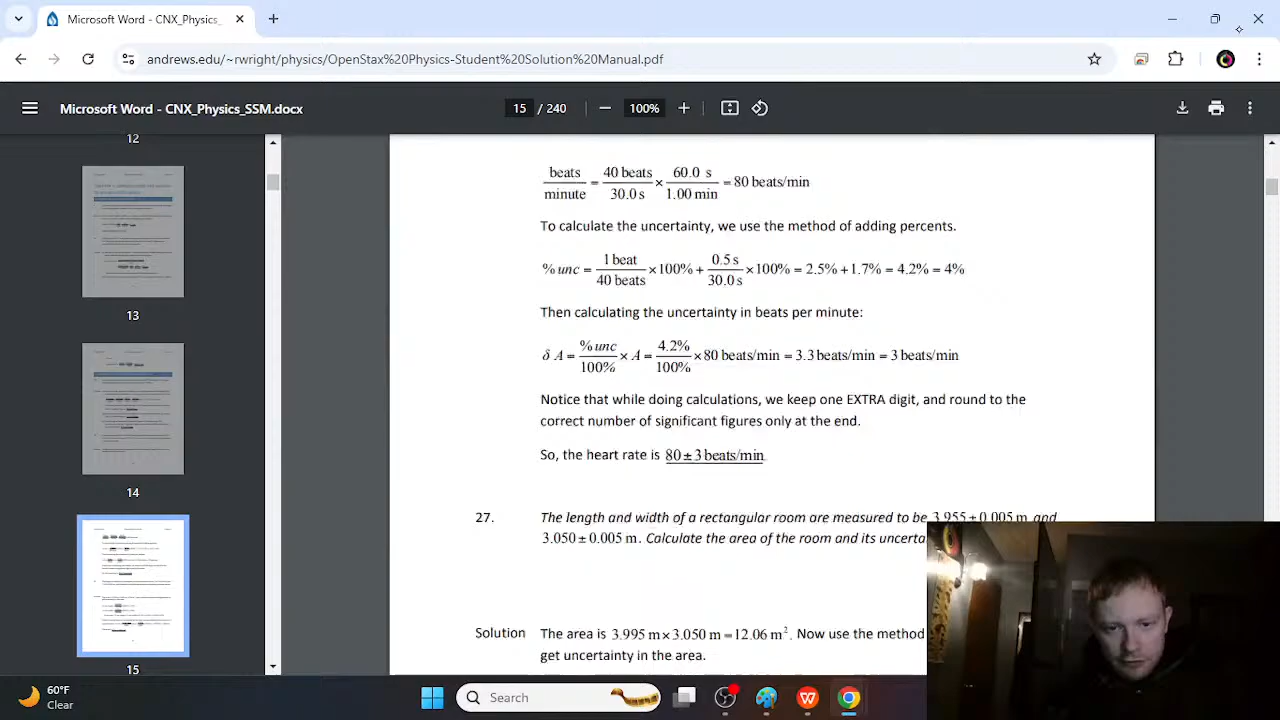 Microsoft Word - CNX_Physics_
andrews.edu/~rwright/physics/OpenStax%20Physics-Student%20Solution%20Manual.pdf
Microsoft Word - CNX_Physics_SSM.docx
15 / 240
100%
12
13
14
15
beats/minute = 40 beats/30.0 s × 60.0 s/1.00 min = 80 beats/min
To calculate the uncertainty, we use the method of adding percents.
% unc = 1 beat/40 beats ×100% + 0.5 s/30.0 s ×100% = 2.5% + 1.7% = 4.2% = 4%
Then calculating the uncertainty in beats per minute:
δ A = % unc/100% × A = 4.2%/100% × 80 beats/min = 3.3 beats/min = 3 beats/min
Notice that while doing calculations, we keep one EXTRA digit, and round to the
correct number of significant figures only at the end.
So, the heart rate is 80 ± 3 beats/min.
27. The length and width of a rectangular room are measured to be 3.955 ± 0.005 m and
3.050 ± 0.005 m. Calculate the area of the room and its uncerta
Solution The area is 3.995 m × 3.050 m = 12.06 m². Now use the method
get uncertainty in the area.
60°F
Clear
Search